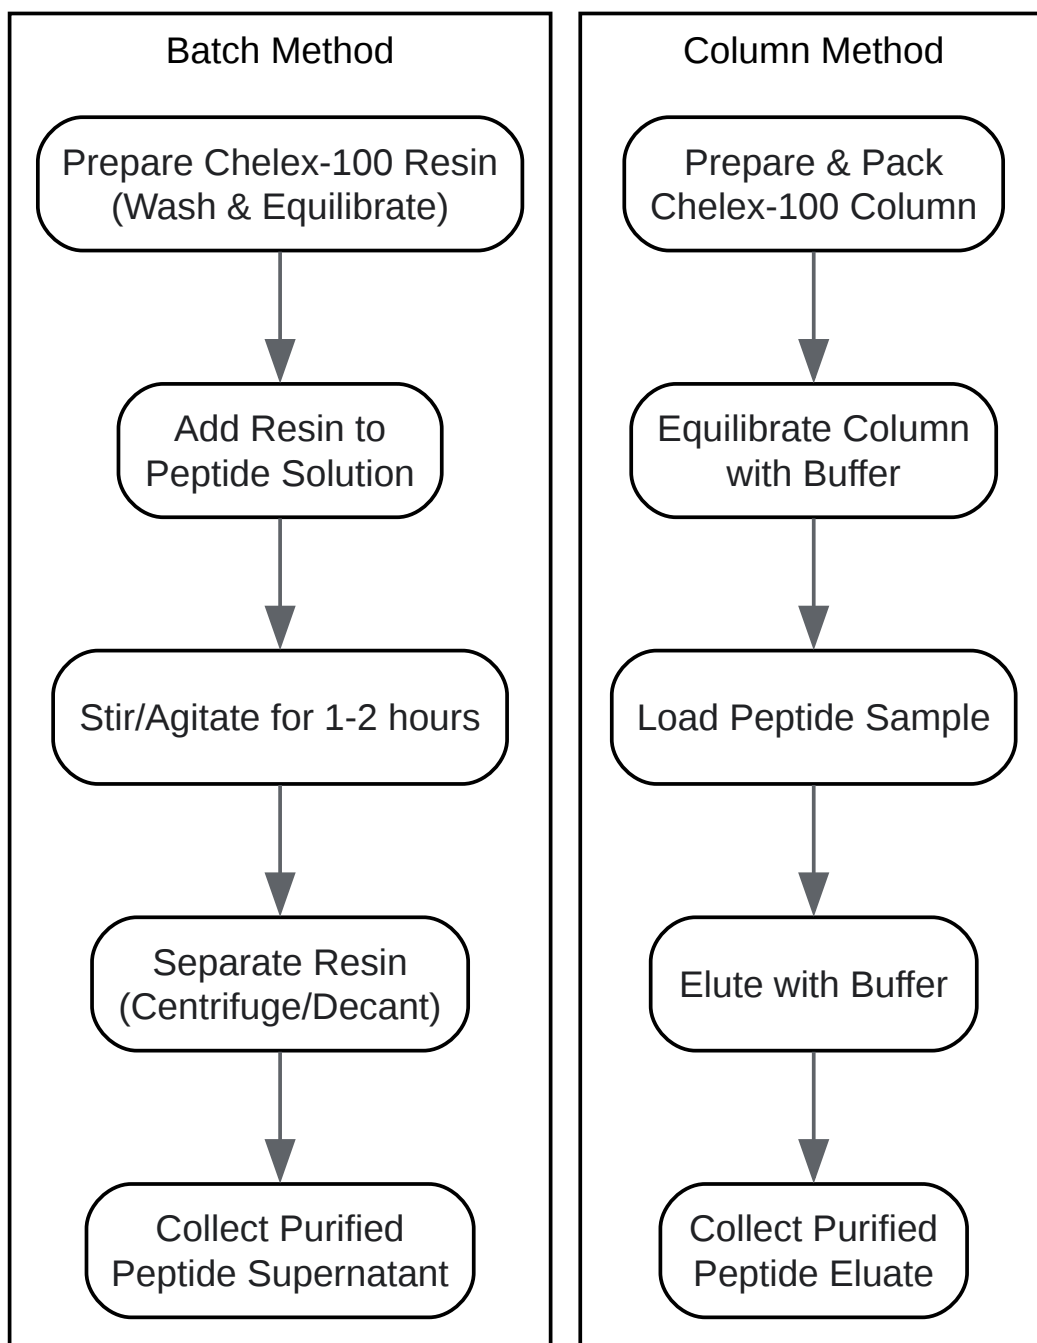 Batch Method
Prepare Chelex-100 Resin
(Wash & Equilibrate)
Add Resin to
Peptide Solution
Stir/Agitate for 1-2 hours
Separate Resin
(Centrifuge/Decant)
Collect Purified
Peptide Supernatant
Column Method
Prepare & Pack
Chelex-100 Column
Equilibrate Column
with Buffer
Load Peptide Sample
Elute with Buffer
Collect Purified
Peptide Eluate